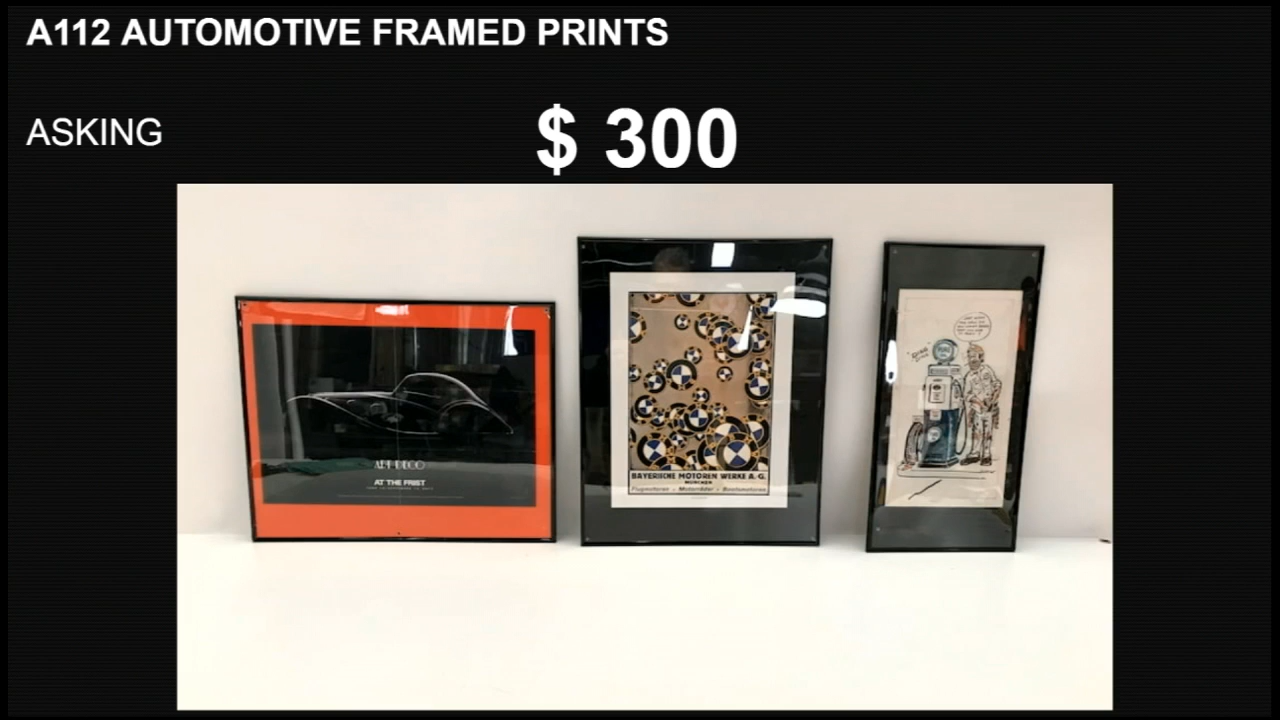 A112 AUTOMOTIVE FRAMED PRINTS
ASKING
$ 300
ART DECO
AT THE FRIST
BAYERISCHE MOTOREN WERKE A.G.
MÜNCHEN
Flugmotoren - Motorräder - Bootsmotoren